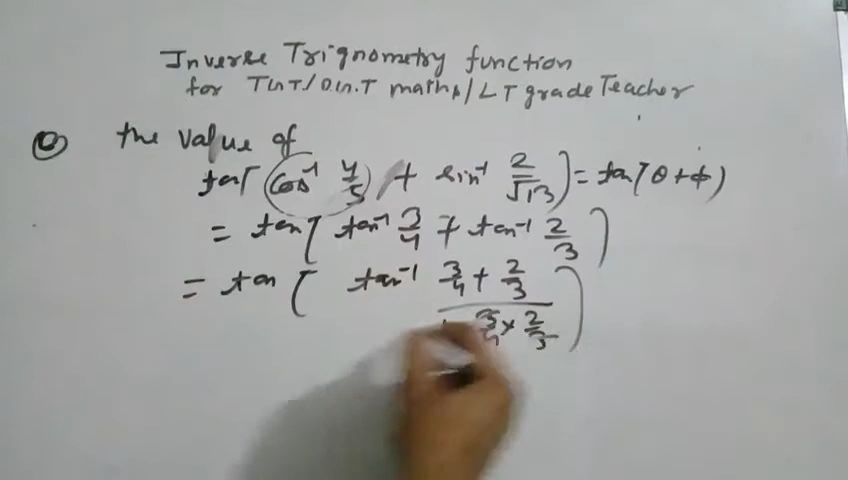 Inverse Trignometry function
for TGT/P.G.T maths/LT grade Teacher
Q the value of
tan[(cos⁻¹ 4/5) + sin⁻¹ 2/√13] = tan(θ+ϕ)
= tan[tan⁻¹ 3/4 + tan⁻¹ 2/3]
= tan[tan⁻¹ (3/4 + 2/3)/(3/4 × 2/3)]